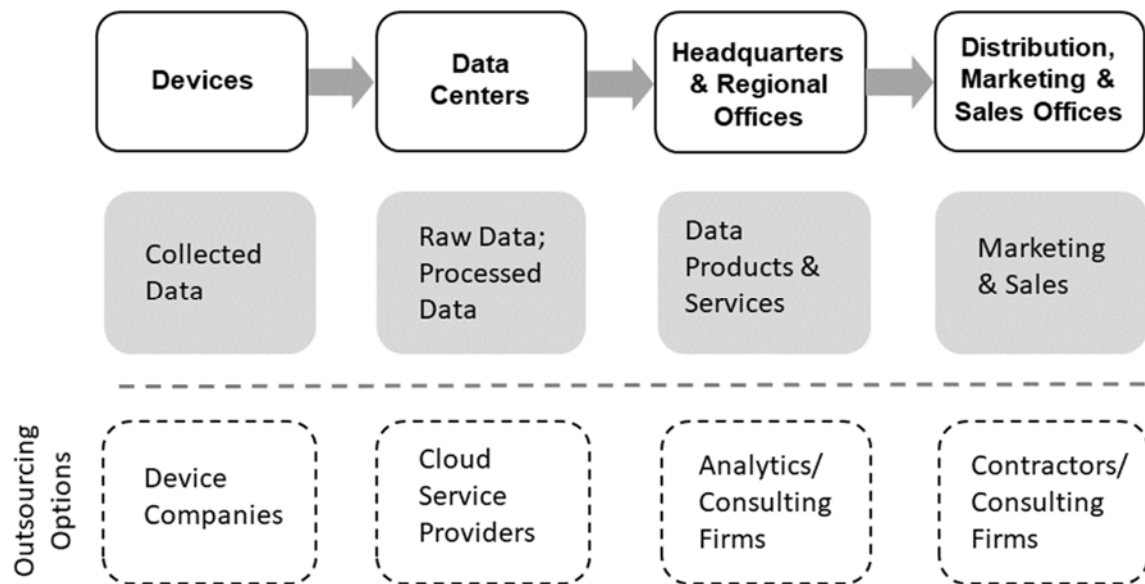 Devices
Data
Centers
Headquarters
& Regional
Offices
Distribution,
Marketing &
Sales Offices
Collected
Data
Raw Data;
Processed
Data
Data
Products &
Services
Marketing
& Sales
Outsourcing
Options
Device
Companies
Cloud
Service
Providers
Analytics/
Consulting
Firms
Contractors/
Consulting
Firms